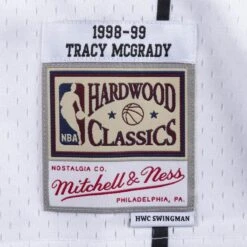 1998-99
TRACY MCGRADY
HARDWOOD
NBA
CLASSICS
NOSTALGIA CO.
Mitchell & Ness
PHILADELPHIA, PA.
HWC SWINGMAN